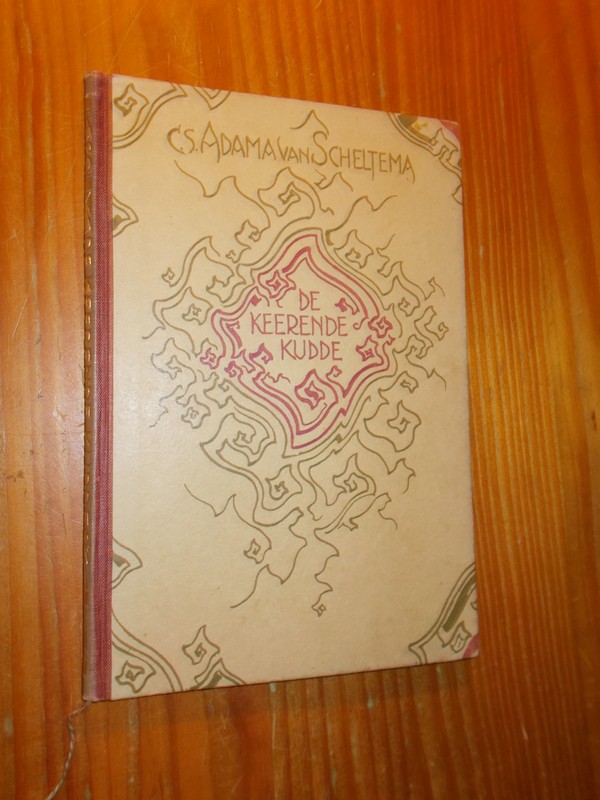 C.S. ADAMA VAN SCHELTEMA
DE
KEERENDE
KUDDE